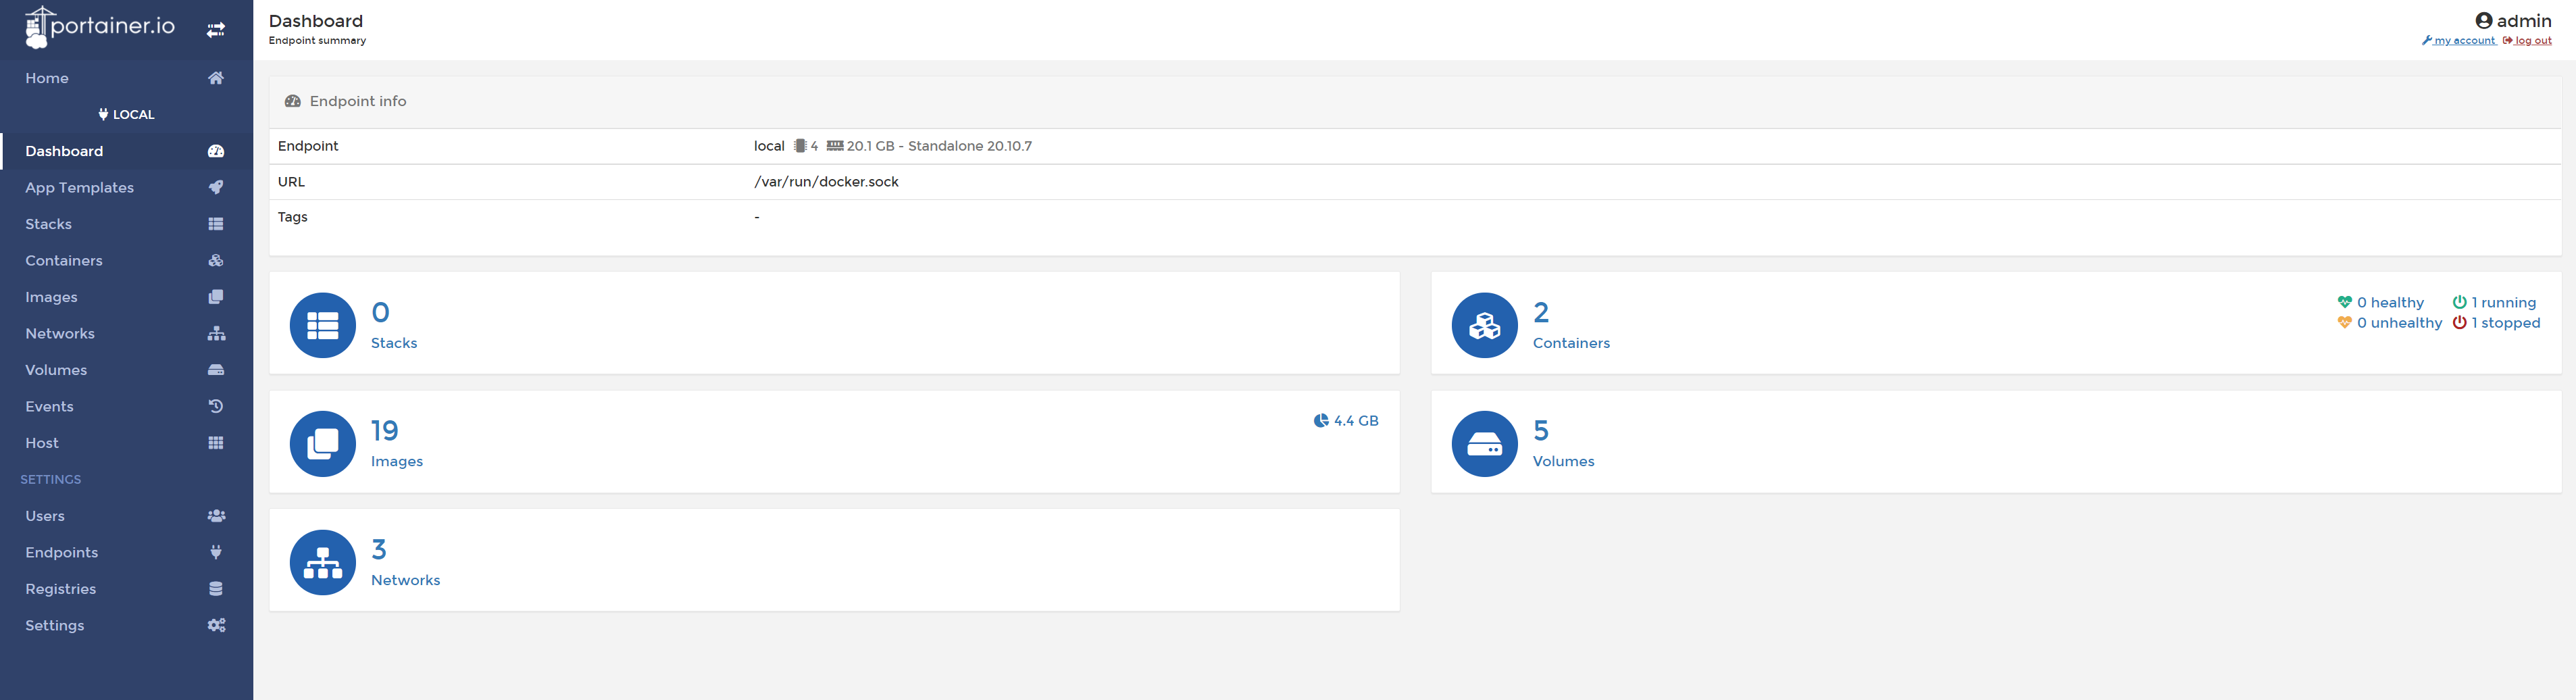 portainer.io
Home
LOCAL
Dashboard
App Templates
Stacks
Containers
Images
Networks
Volumes
Events
Host
SETTINGS
Users
Endpoints
Registries
Settings
Dashboard
Endpoint summary
admin
my account log out
Endpoint info
Endpoint local 4 20.1 GB - Standalone 20.10.7
URL /var/run/docker.sock
Tags -
0
Stacks
2
Containers
0 healthy 1 running
0 unhealthy 1 stopped
19
Images
4.4 GB
5
Volumes
3
Networks